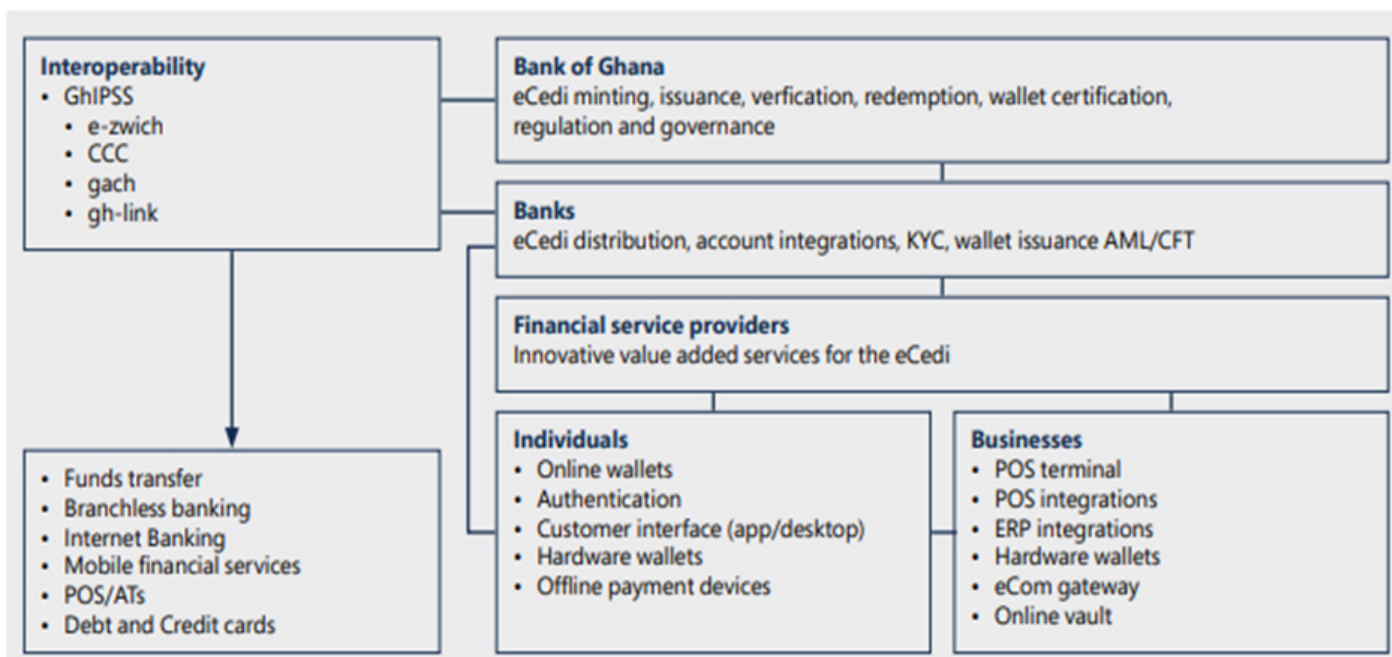 Interoperability
• GhIPSS
• e-zwich
• CCC
• gach
• gh-link
Bank of Ghana
eCedi minting, issuance, verfication, redemption, wallet certification,
regulation and governance
Banks
eCedi distribution, account integrations, KYC, wallet issuance AML/CFT
Financial service providers
Innovative value added services for the eCedi
• Funds transfer
• Branchless banking
• Internet Banking
• Mobile financial services
• POS/ATs
• Debt and Credit cards
Individuals
• Online wallets
• Authentication
• Customer interface (app/desktop)
• Hardware wallets
• Offline payment devices
Businesses
• POS terminal
• POS integrations
• ERP integrations
• Hardware wallets
• eCom gateway
• Online vault